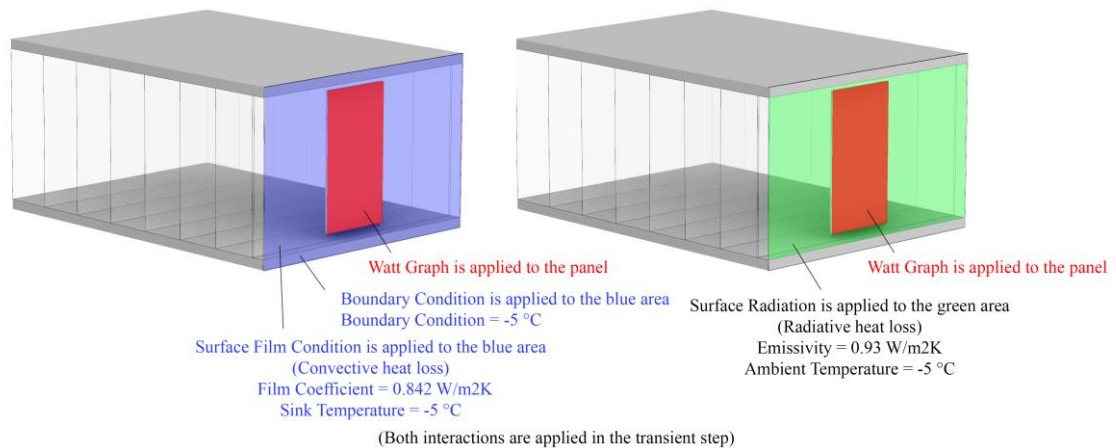 Watt Graph is applied to the panel
Boundary Condition is applied to the blue area
Boundary Condition = -5 °C
Surface Film Condition is applied to the blue area
(Convective heat loss)
Film Coefficient = 0.842 W/m2K
Sink Temperature = -5 °C
Watt Graph is applied to the panel
Surface Radiation is applied to the green area
(Radiative heat loss)
Emissivity = 0.93 W/m2K
Ambient Temperature = -5 °C
(Both interactions are applied in the transient step)